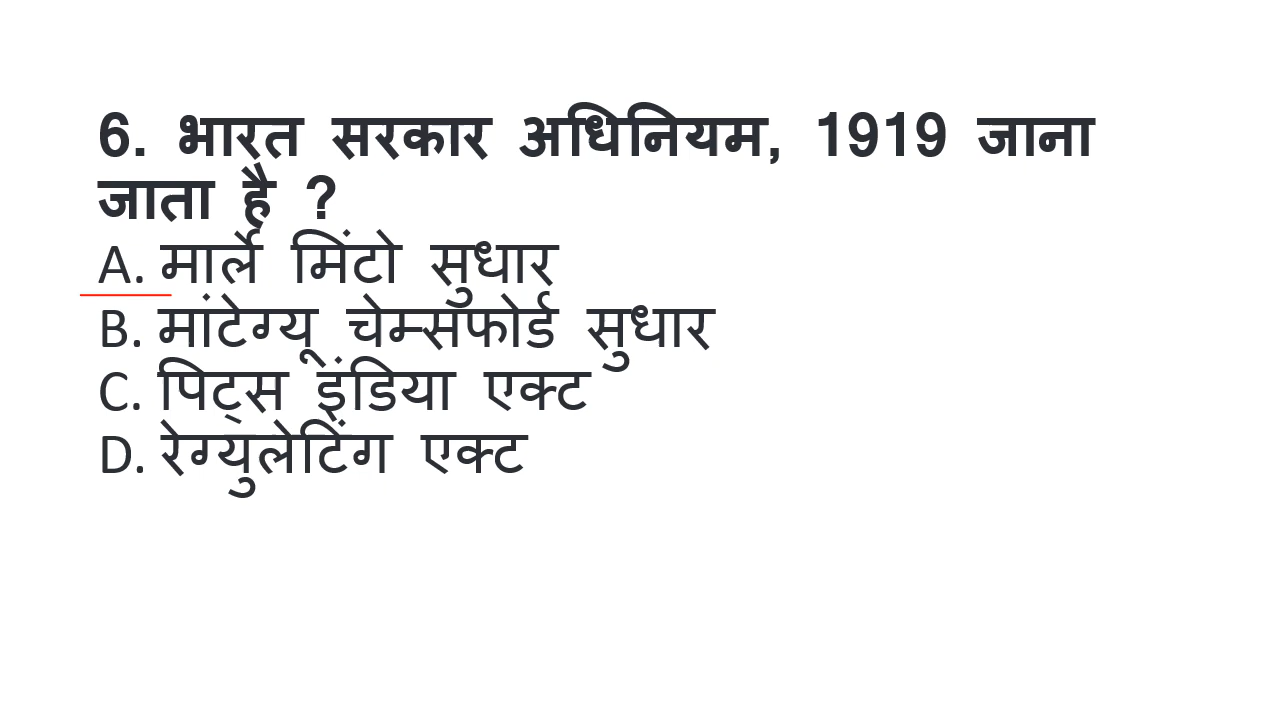 6. भारत सरकार अधिनियम, 1919 जाना
जाता है ?
A. मार्ले मिंटो सुधार
B. मांटेग्यू चेम्सफोर्ड सुधार
C. पिट्स इंडिया एक्ट
D. रेग्युलेटिंग एक्ट